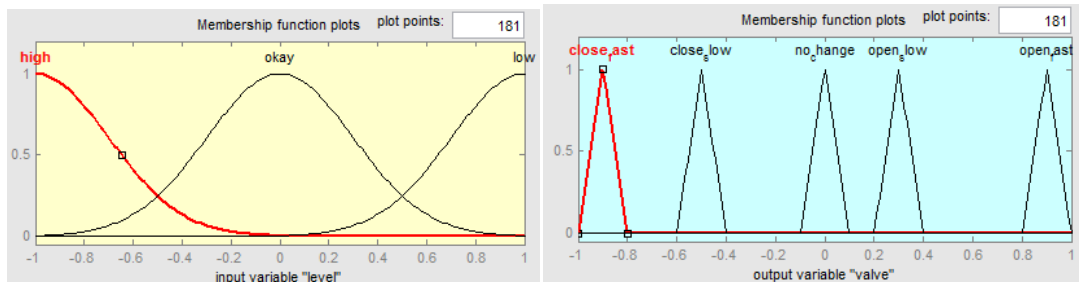 Membership function plots plot points: 181
high okay low
1
0.5
0
-1 -0.8 -0.6 -0.4 -0.2 0 0.2 0.4 0.6 0.8 1
input variable "level"
Membership function plots plot points: 181
close_fast close_slow no_change open_slow open_fast
1
0.5
0
-1 -0.8 -0.6 -0.4 -0.2 0 0.2 0.4 0.6 0.8 1
output variable "valve"